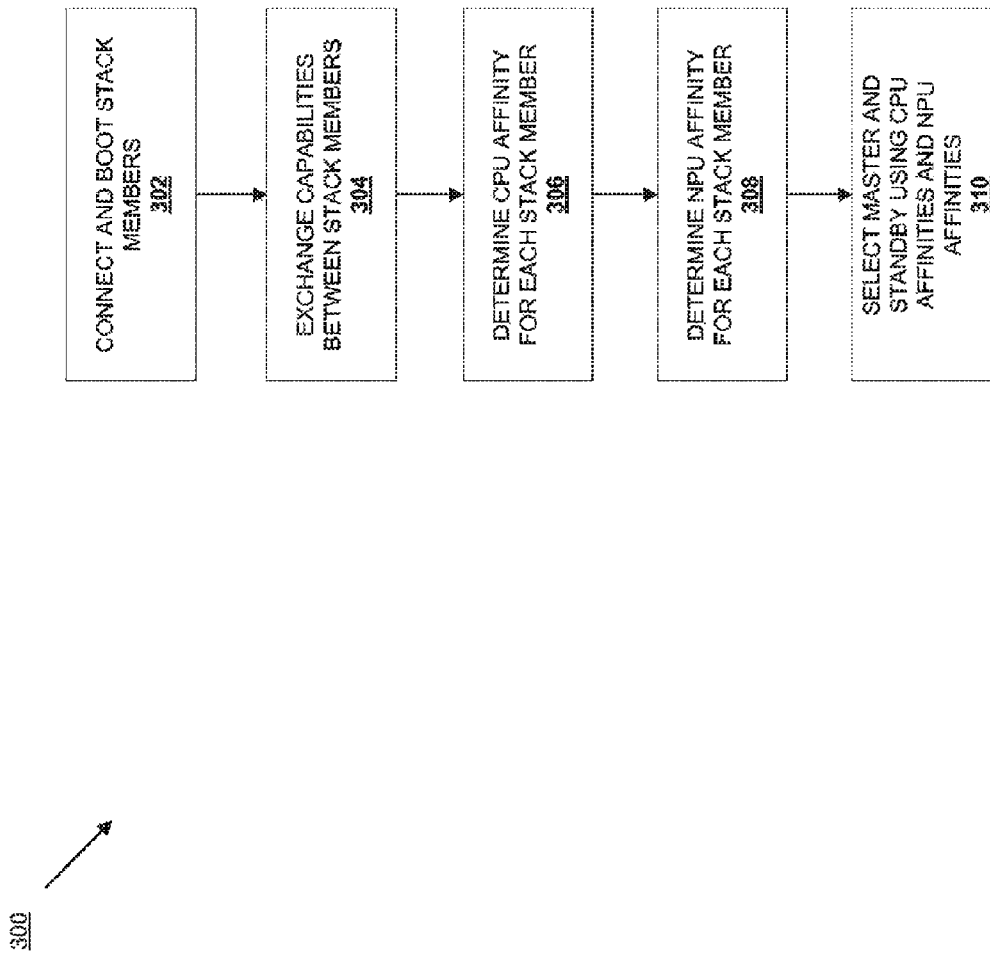 300
CONNECT AND BOOT STACK
MEMBERS
302
EXCHANGE CAPABILITIES
BETWEEN STACK MEMBERS
304
DETERMINE CPU AFFINITY
FOR EACH STACK MEMBER
306
DETERMINE NPU AFFINITY
FOR EACH STACK MEMBER
308
SELECT MASTER AND
STANDBY USING CPU
AFFINITIES AND NPU
AFFINITIES
310